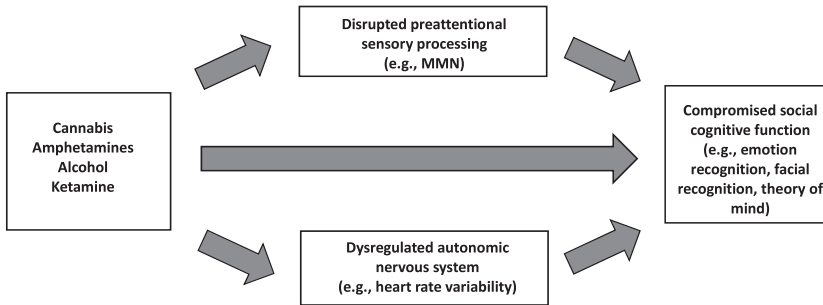 Disrupted preattentional
sensory processing
(e.g., MMN)
Cannabis
Amphetamines
Alcohol
Ketamine
Compromised social
cognitive function
(e.g., emotion
recognition, facial
recognition, theory of
mind)
Dysregulated autonomic
nervous system
(e.g., heart rate variability)